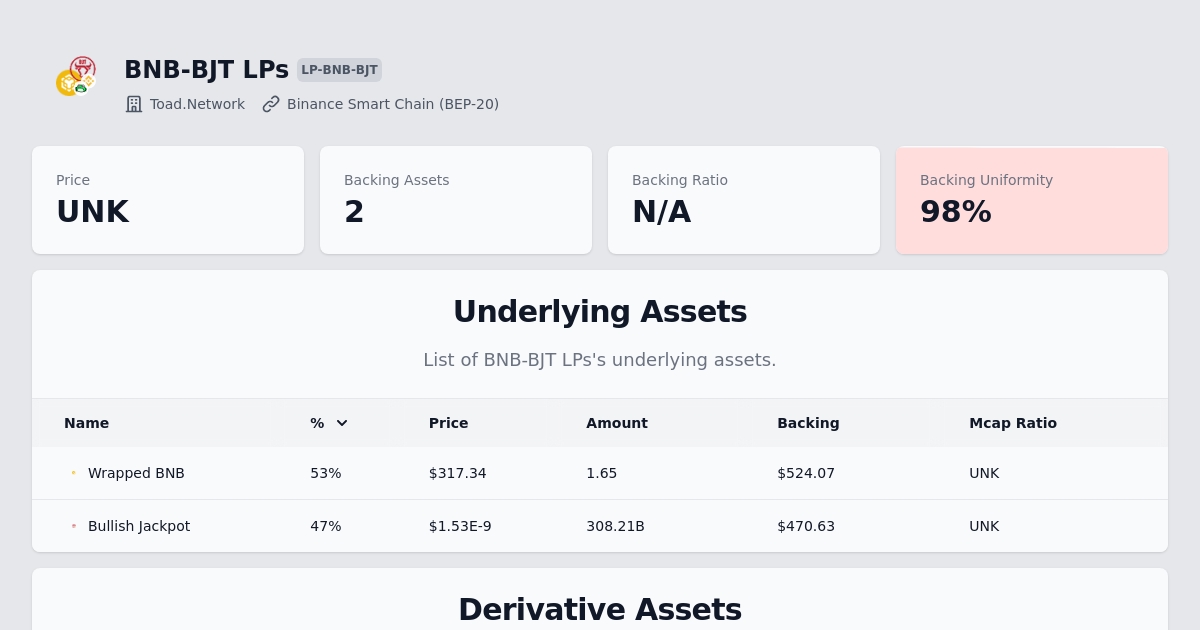 BNB-BJT LPs LP-BNB-BJT
Toad.Network Binance Smart Chain (BEP-20)
Price Backing Assets Backing Ratio Backing Uniformity
UNK 2 N/A 98%
Underlying Assets
List of BNB-BJT LPs's underlying assets.
Name % Price Amount Backing Mcap Ratio
Wrapped BNB 53% $317.34 1.65 $524.07 UNK
Bullish Jackpot 47% $1.53E-9 308.21B $470.63 UNK
Derivative Assets